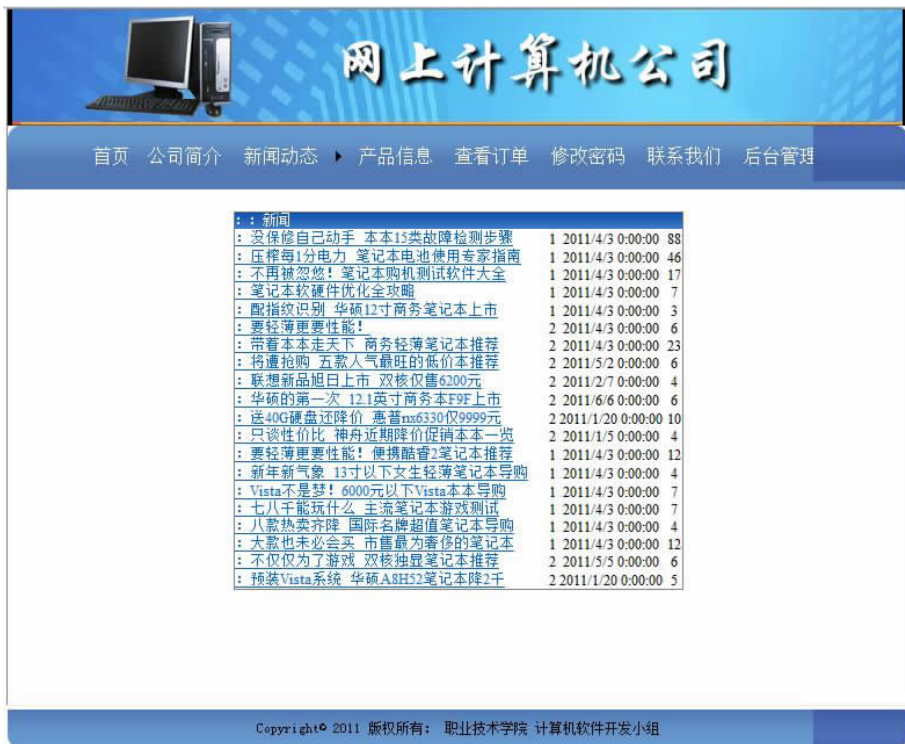 网上计算机公司
首页 公司简介 新闻动态 产品信息 查看订单 修改密码 联系我们 后台管理
: : 新闻
: 没保修自己动手 本本15类故障检测步骤 1 2011/4/3 0:00:00 88
: 压榨每1分电力 笔记本电池使用专家指南 1 2011/4/3 0:00:00 46
: 不再被忽悠! 笔记本购机测试软件大全 1 2011/4/3 0:00:00 17
: 笔记本软硬件优化全攻略 1 2011/4/3 0:00:00 7
: 配指纹识别 华硕12寸商务笔记本上市 1 2011/4/3 0:00:00 3
: 要轻薄更要性能! 2 2011/4/3 0:00:00 6
: 带着本本走天下 商务轻薄笔记本推荐 2 2011/4/3 0:00:00 23
: 将遭抢购 五款人气最旺的低价本推荐 2 2011/5/2 0:00:00 6
: 联想新品旭日上市 双核仅售6200元 2 2011/2/7 0:00:00 4
: 华硕的第一次 12.1英寸商务本F9F上市 2 2011/6/6 0:00:00 6
: 送40G硬盘还降价 惠普nx6330仅9999元 2 2011/1/20 0:00:00 10
: 只谈性价比 神舟近期降价促销本本一览 2 2011/1/5 0:00:00 4
: 要轻薄更要性能! 便携酷睿2笔记本推荐 1 2011/4/3 0:00:00 12
: 新年新气象 13寸以下女生轻薄笔记本导购 1 2011/4/3 0:00:00 4
: Vista不是梦! 6000元以下Vista本本导购 1 2011/4/3 0:00:00 7
: 七八千能玩什么 主流笔记本游戏测试 1 2011/4/3 0:00:00 7
: 八款热卖齐降 国际名牌超值笔记本导购 1 2011/4/3 0:00:00 4
: 大款也未必会买 市售最为奢侈的笔记本 1 2011/4/3 0:00:00 12
: 不仅仅为了游戏 双核独显笔记本推荐 2 2011/5/5 0:00:00 6
: 预装Vista系统 华硕A8H52笔记本降2千 2 2011/1/20 0:00:00 5
Copyright© 2011 版权所有: 职业技术学院 计算机软件开发小组